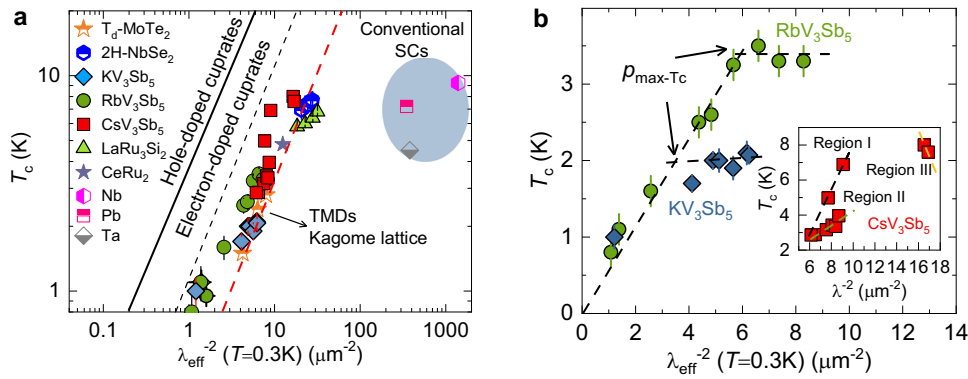 a
T_d-MoTe₂
2H-NbSe₂
KV₃Sb₅
RbV₃Sb₅
CsV₃Sb₅
LaRu₃Si₂
CeRu₂
Nb
Pb
Ta
Hole-doped cuprates
Electron-doped cuprates
Conventional
SCs
TMDs
Kagome lattice
10
1
T_c (K)
0.1
1
10
100
1000
λ_eff⁻² (T=0.3K) (μm⁻²)
b
RbV₃Sb₅
p_max-Tc
KV₃Sb₅
3
2
1
0
T_c (K)
0
2
4
6
8
10
12
14
λ_eff⁻² (T=0.3K) (μm⁻²)
Region I
Region III
Region II
CsV₃Sb₅
8
6
4
2
T_c (K)
6
9
12
15
18
λ⁻² (μm⁻²)